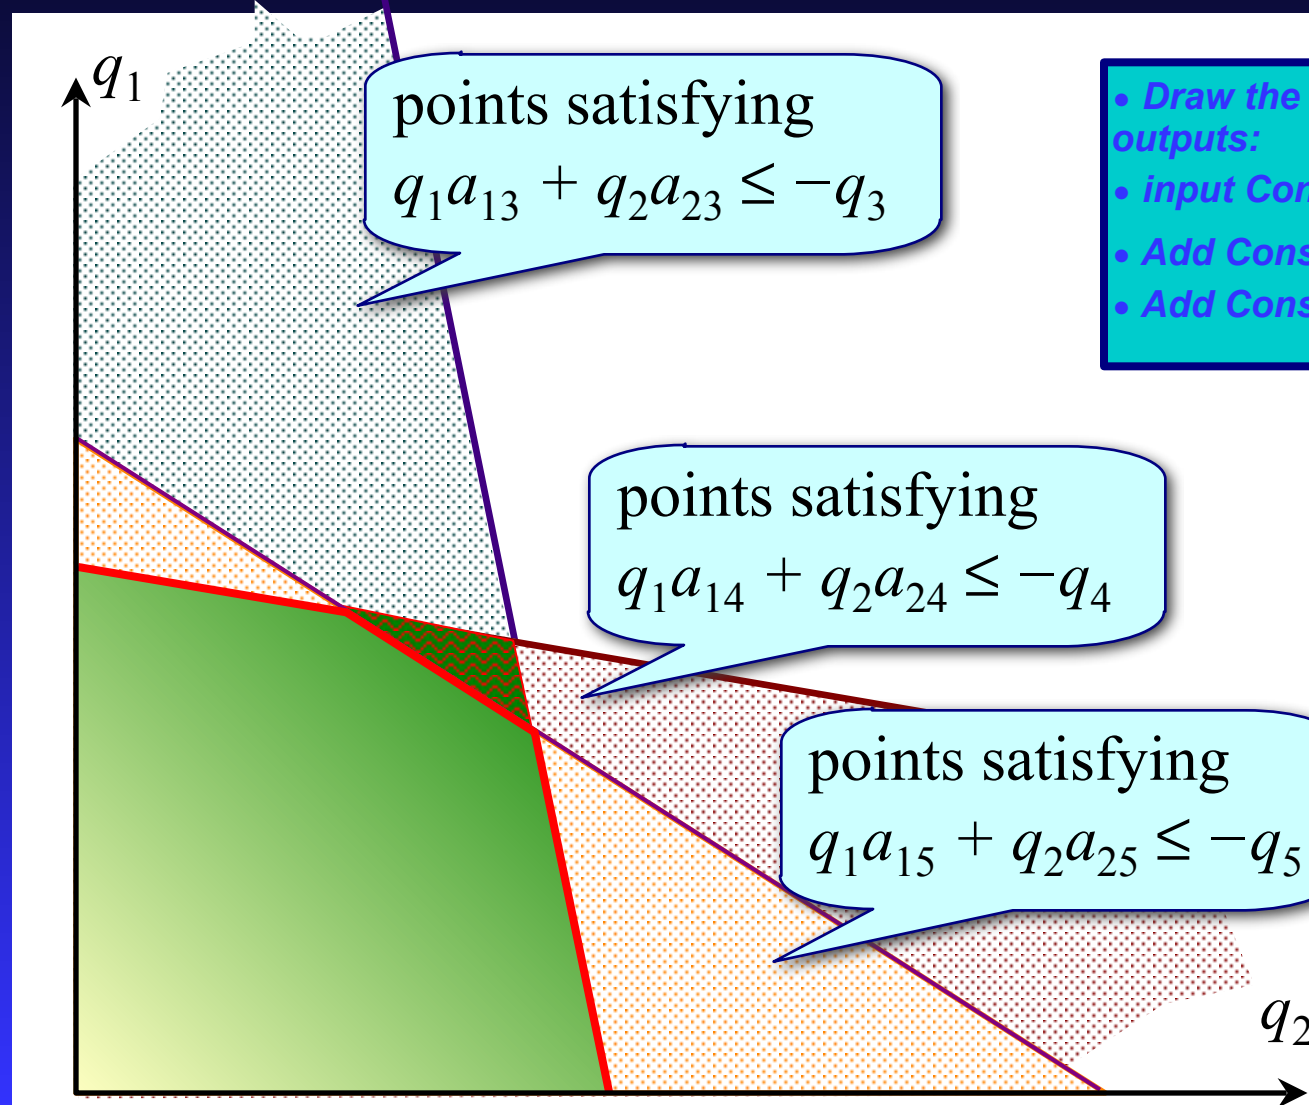 q₁
points satisfying
q₁a₁₃ + q₂a₂₃ ≤ −q₃
• Draw the
outputs:
• input
• Add
• Add
points satisfying
q₁a₁₄ + q₂a₂₄ ≤ −q₄
points satisfying
q₁a₁₅ + q₂a₂₅ ≤ −q₅
q₂